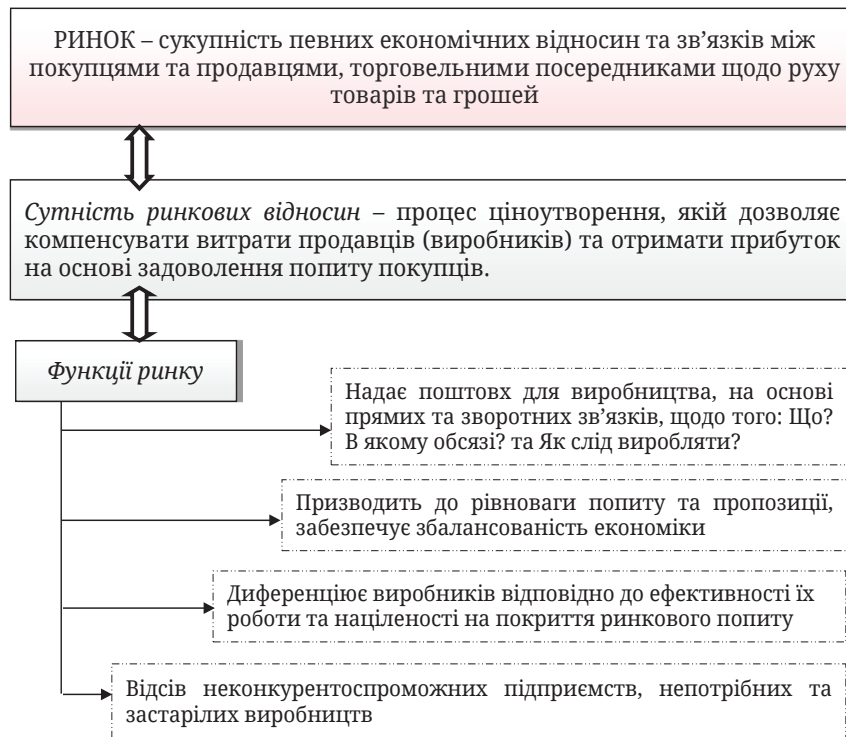 РИНОК – сукупність певних економічних відносин та зв'язків між
покупцями та продавцями, торговельними посередниками щодо руху
товарів та грошей
Сутність ринкових відносин – процес ціноутворення, якій дозволяє
компенсувати витрати продавців (виробників) та отримати прибуток
на основі задоволення попиту покупців.
Функції ринку
Надає поштовх для виробництва, на основі
прямих та зворотних зв'язків, щодо того: Що?
В якому обсязі? та Як слід виробляти?
Призводить до рівноваги попиту та пропозиції,
забезпечує збалансованість економіки
Диференціює виробників відповідно до ефективності їх
роботи та націленості на покриття ринкового попиту
Відсів неконкурентоспроможних підприємств, непотрібних та
застарілих виробництв